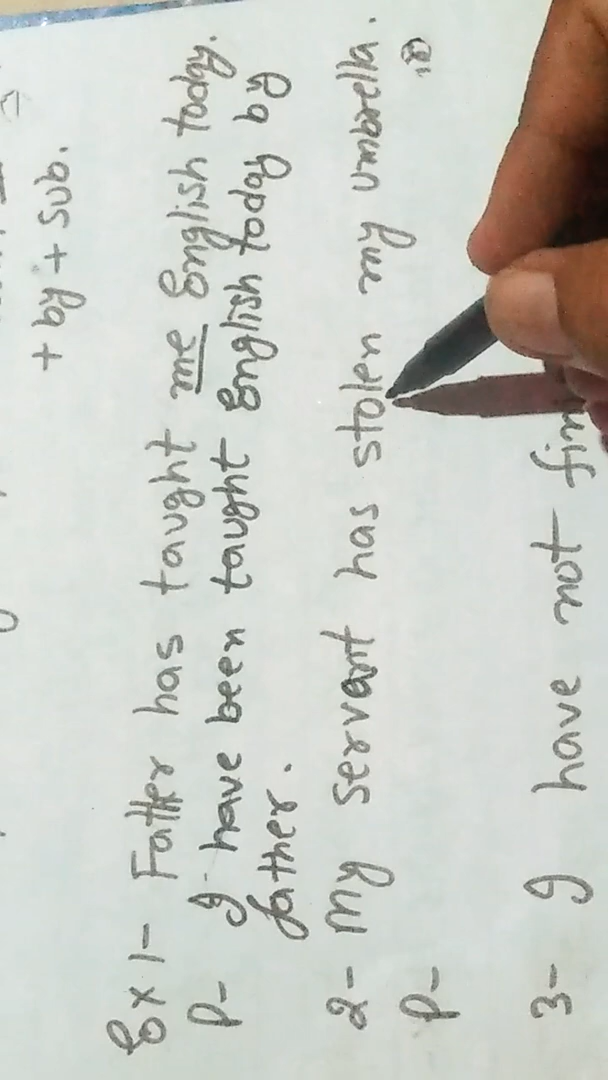 + by + sub.
Ex 1- Father has taught me English today.
P- I have been taught English today by
father.
2- My servant has stolen my umbrella.
P-
3- I have not